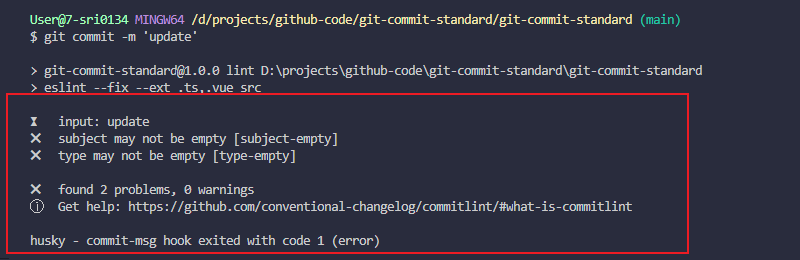 User@7-sri0134 MINGW64 /d/projects/github-code/git-commit-standard/git-commit-standard (main)
$ git commit -m 'update'
> git-commit-standard@1.0.0 lint D:\projects\github-code\git-commit-standard\git-commit-standard
> eslint --fix --ext .ts,.vue src
⧗ input: update
✖ subject may not be empty [subject-empty]
✖ type may not be empty [type-empty]
✖ found 2 problems, 0 warnings
ⓘ Get help: https://github.com/conventional-changelog/commitlint/#what-is-commitlint
husky - commit-msg hook exited with code 1 (error)